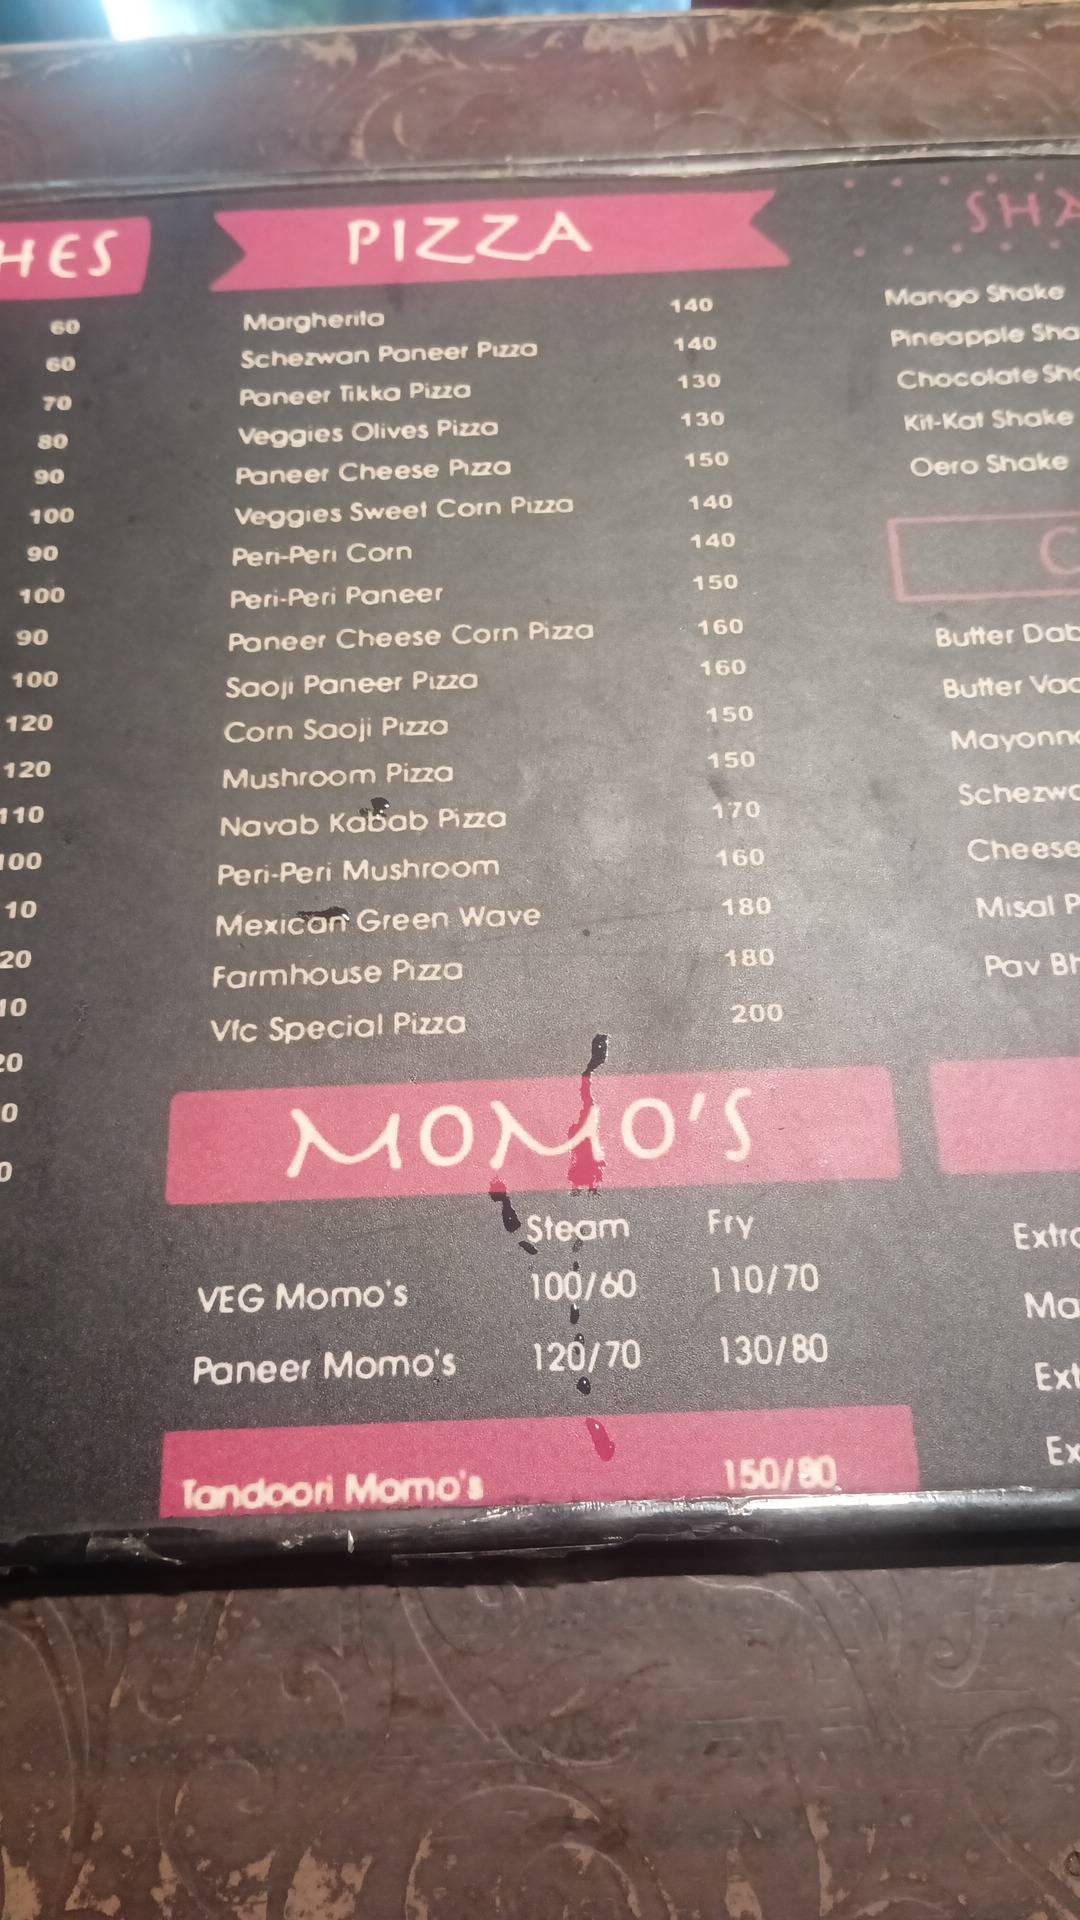 HES
60
60
70
80
90
100
90
100
90
100
120
120
110
100
10
20
10
20
0
0
PIZZA
Margherita 140
Schezwan Paneer Pizza 140
Paneer Tikka Pizza 130
Veggies Olives Pizza 130
Paneer Cheese Pizza 150
Veggies Sweet Corn Pizza 140
Peri-Peri Corn 140
Peri-Peri Paneer 150
Paneer Cheese Corn Pizza 160
Saoji Paneer Pizza 160
Corn Saoji Pizza 150
Mushroom Pizza 150
Navab Kabab Pizza 170
Peri-Peri Mushroom 160
Mexican Green Wave 180
Farmhouse Pizza 180
Vfc Special Pizza 200
MOMO'S
Steam Fry
VEG Momo's 100/60 110/70
Paneer Momo's 120/70 130/80
Tandoori Momo's 150/80
SHA
Mango Shake
Pineapple Sha
Chocolate Sha
Kit-Kat Shake
Oero Shake
C
Butter Dab
Butter Vad
Mayonna
Schezwa
Cheese
Misal P
Pav Bh
Extra
Ma
Ext
Ex